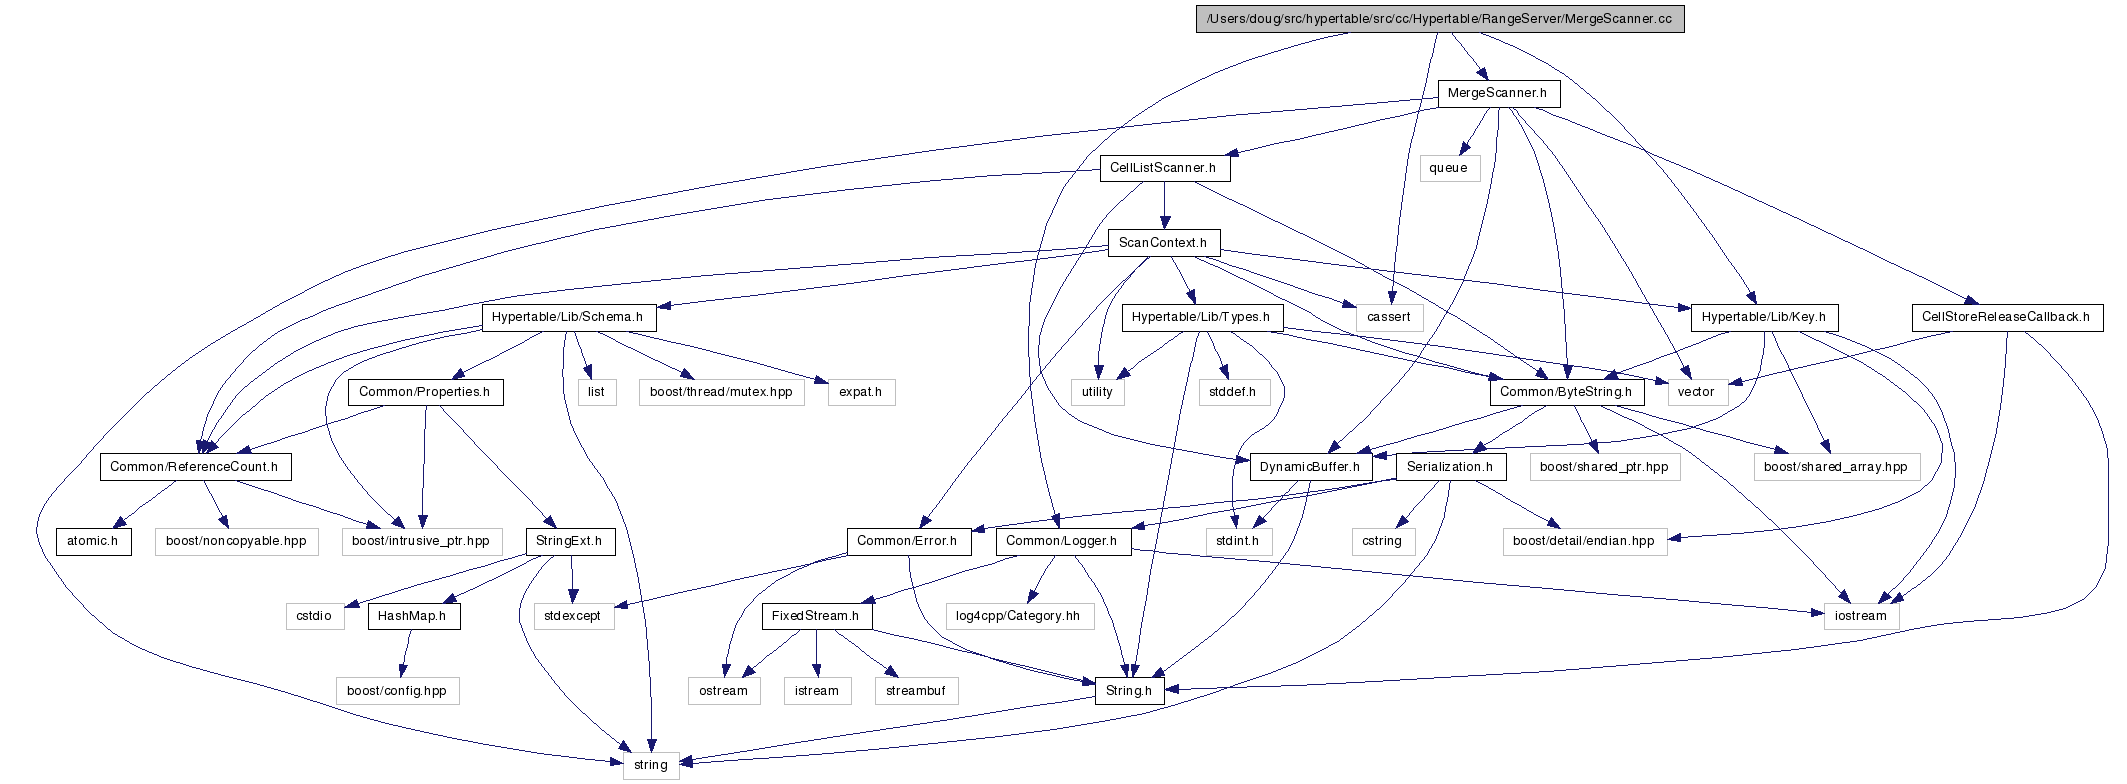 /Users/doug/src/hypertable/src/cc/Hypertable/RangeServer/MergeScanner.cc
MergeScanner.h
CellListScanner.h
queue
ScanContext.h
Hypertable/Lib/Schema.h
Hypertable/Lib/Types.h
cassert
Hypertable/Lib/Key.h
CellStoreReleaseCallback.h
Common/Properties.h
list
boost/thread/mutex.hpp
expat.h
utility
stddef.h
Common/ByteString.h
vector
Common/ReferenceCount.h
DynamicBuffer.h
Serialization.h
boost/shared_ptr.hpp
boost/shared_array.hpp
atomic.h
boost/noncopyable.hpp
boost/intrusive_ptr.hpp
StringExt.h
Common/Error.h
Common/Logger.h
stdint.h
cstring
boost/detail/endian.hpp
cstdio
HashMap.h
stdexcept
FixedStream.h
log4cpp/Category.hh
iostream
boost/config.hpp
ostream
istream
streambuf
String.h
string